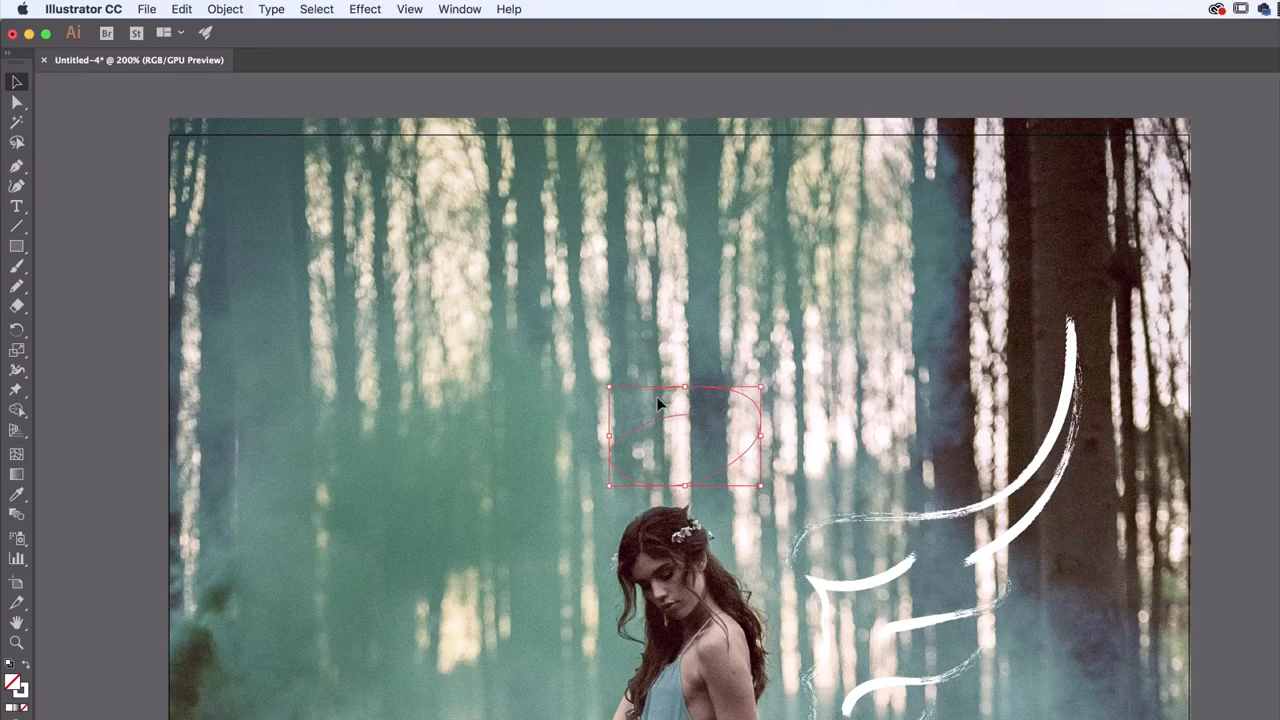 Illustrator CC File Edit Object Type Select Effect View Window Help
Ai Br St
Untitled-4* @ 200% (RGB/GPU Preview)
T